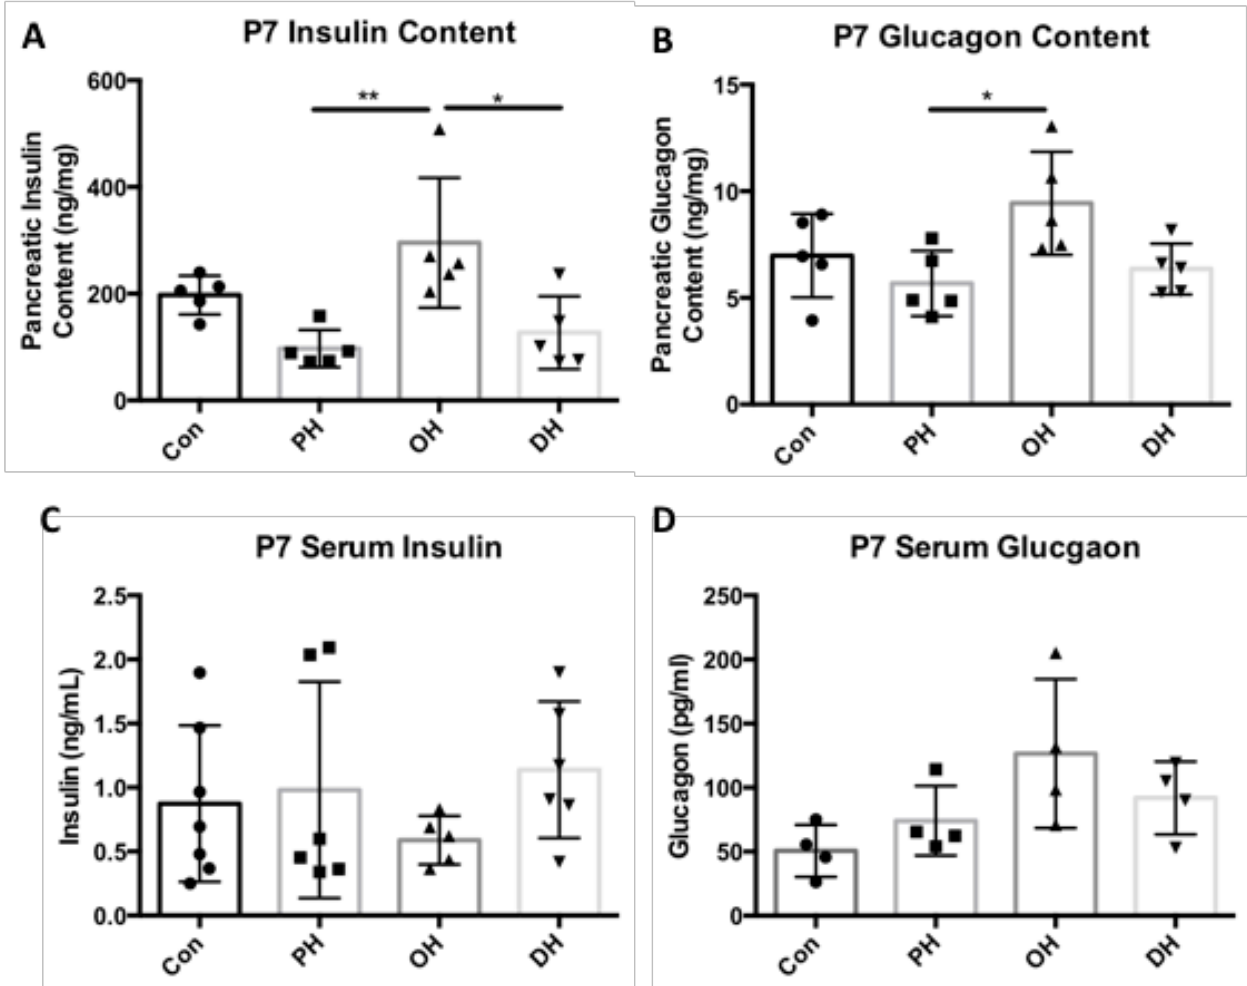 A
P7 Insulin Content
Pancreatic Insulin
Content (ng/mg)
600
400
200
0
**
*
Con
PH
OH
DH
B
P7 Glucagon Content
Pancreatic Glucagon
Content (ng/mg)
15
10
5
0
*
Con
PH
OH
DH
C
P7 Serum Insulin
Insulin (ng/mL)
2.5
2.0
1.5
1.0
0.5
0.0
Con
PH
OH
DH
D
P7 Serum Glucgaon
Glucagon (pg/ml)
250
200
150
100
50
0
Con
PH
OH
DH